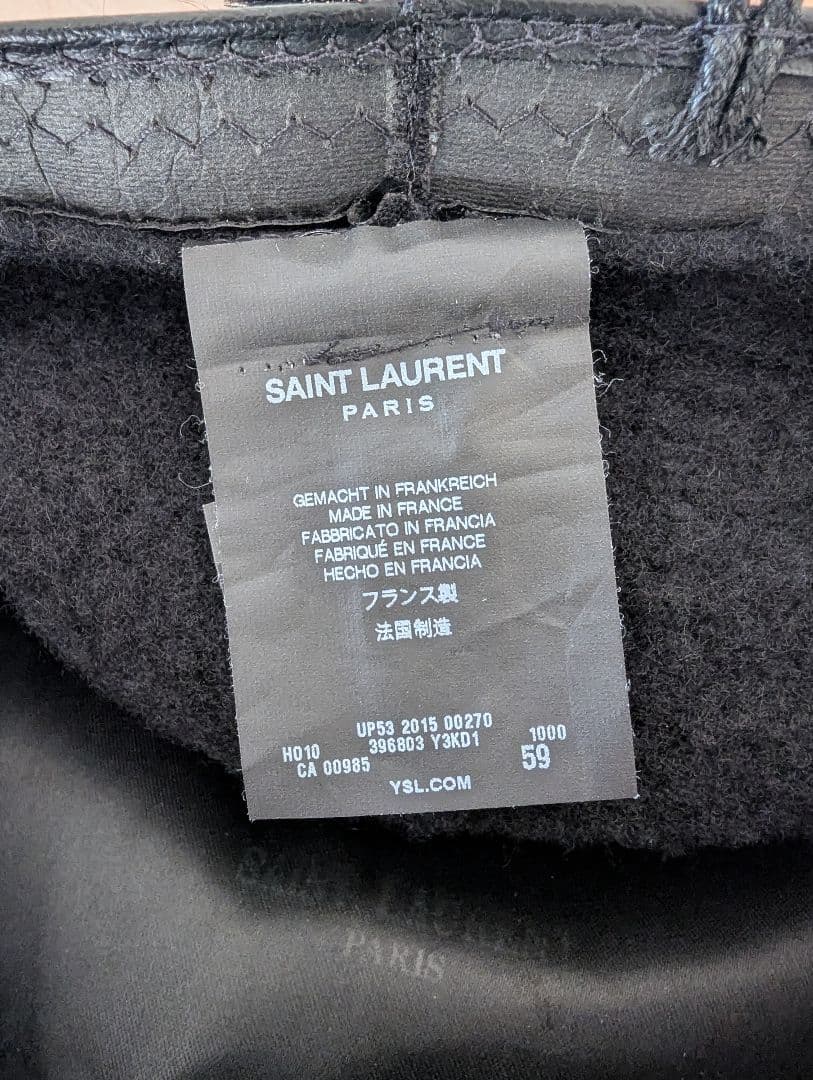 SAINT LAURENT
PARIS
GEMACHT IN FRANKREICH
MADE IN FRANCE
FABBRICATO IN FRANCIA
FABRIQUÉ EN FRANCE
HECHO EN FRANCIA
フランス製
法国制造
UP53 2015 00270
H010 396803 Y3KD1 1000
CA 00985 59
YSL.COM
SAINT LAURENT
PARIS